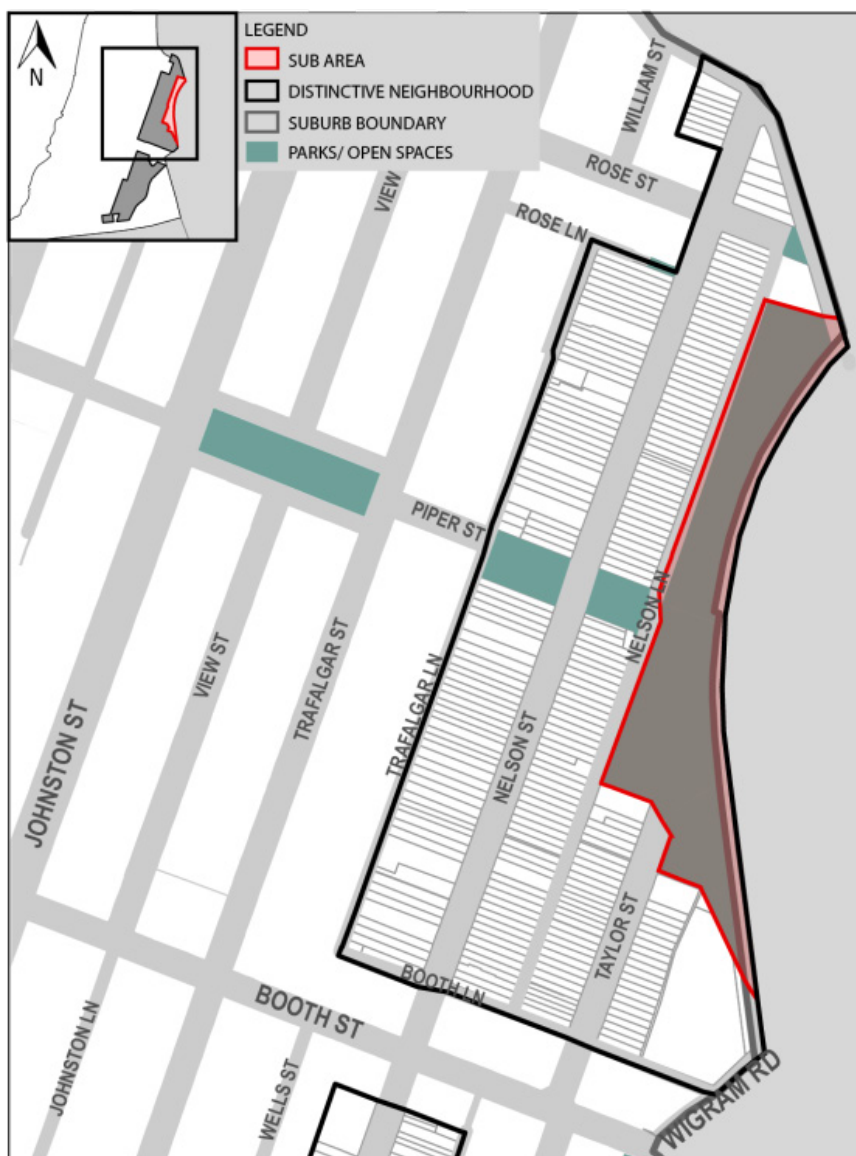 N
LEGEND
SUB AREA
DISTINCTIVE NEIGHBOURHOOD
SUBURB BOUNDARY
PARKS/ OPEN SPACES
WILLIAM ST
VIEW
ROSE ST
ROSE LN
PIPER ST
NELSON LN
VIEW ST
TRAFALGAR ST
TRAFALGAR LN
NELSON ST
JOHNSTON ST
TAYLOR ST
BOOTH LN
BOOTH ST
JOHNSTON LN
WELLS ST
WIGRAM RD